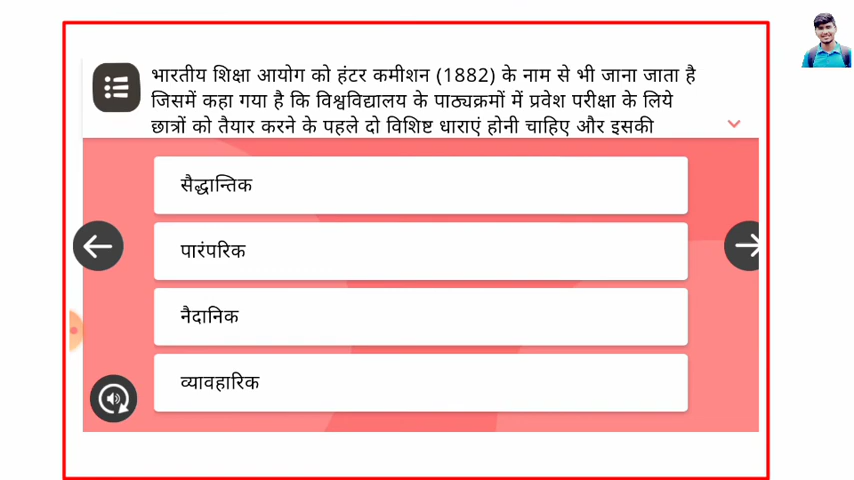 भारतीय शिक्षा आयोग को हंटर कमीशन (1882) के नाम से भी जाना जाता है
जिसमें कहा गया है कि विश्वविद्यालय के पाठ्यक्रमों में प्रवेश परीक्षा के लिये
छात्रों को तैयार करने के पहले दो विशिष्ट धाराएं होनी चाहिए और इसकी
सैद्धान्तिक
पारंपरिक
नैदानिक
व्यावहारिक